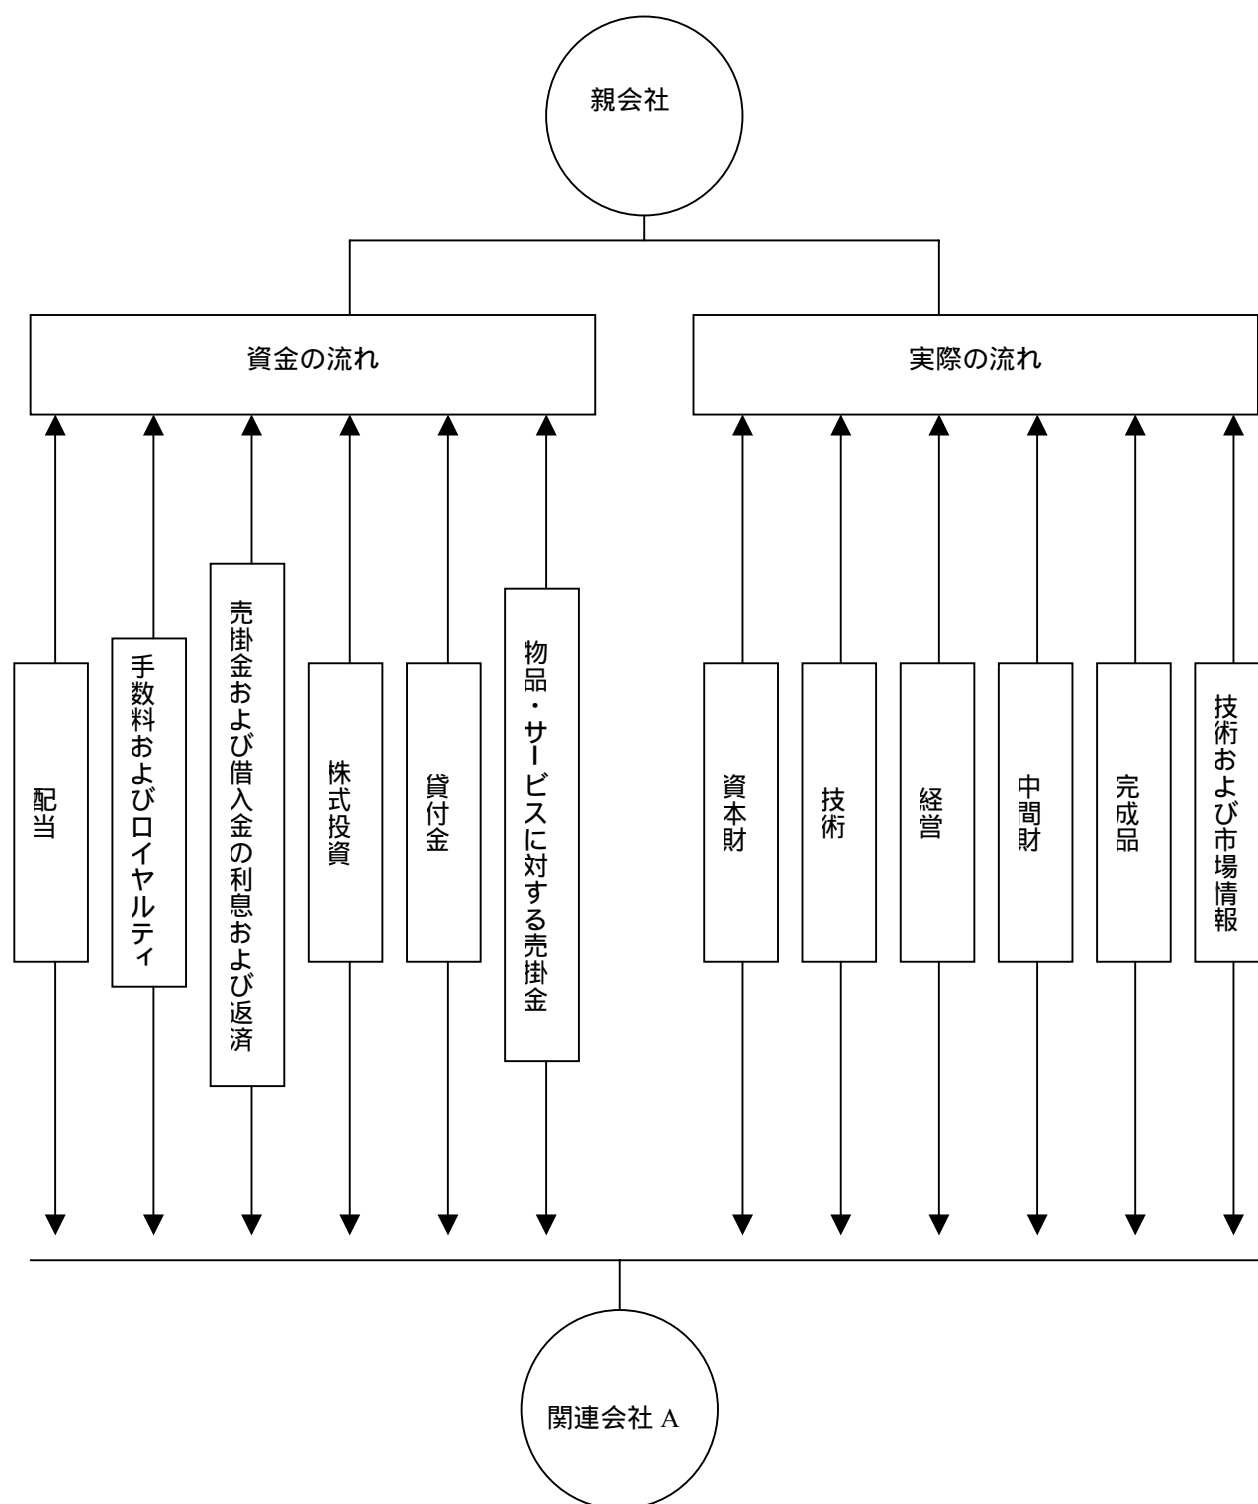 親会社
資金の流れ
実際の流れ
配当
手数料およびロイヤルティ
売掛金および借入金の利息および返済
株式投資
貸付金
物品・サービスに対する売掛金
資本財
技術
経営
中間財
完成品
技術および市場情報
関連会社 A